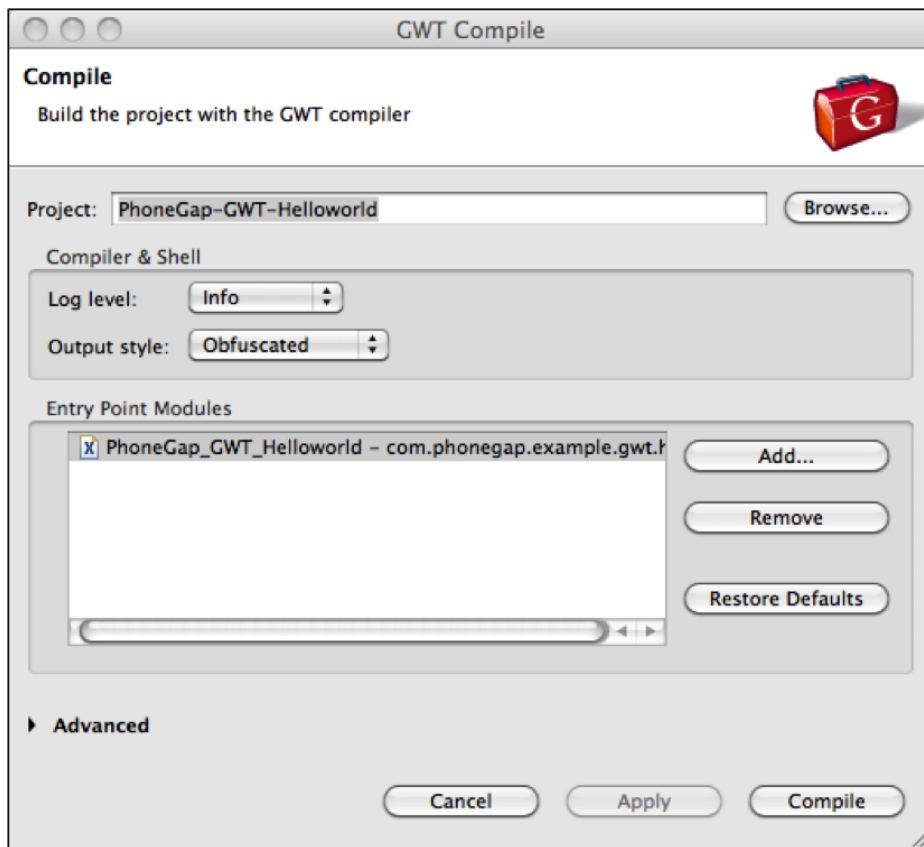 GWT Compile
Compile
Build the project with the GWT compiler
G
Project: PhoneGap-GWT-Helloworld Browse...
Compiler & Shell
Log level: Info
Output style: Obfuscated
Entry Point Modules
X PhoneGap_GWT_Helloworld – com.phonegap.example.gwt.h
Add...
Remove
Restore Defaults
Advanced
Cancel Apply Compile